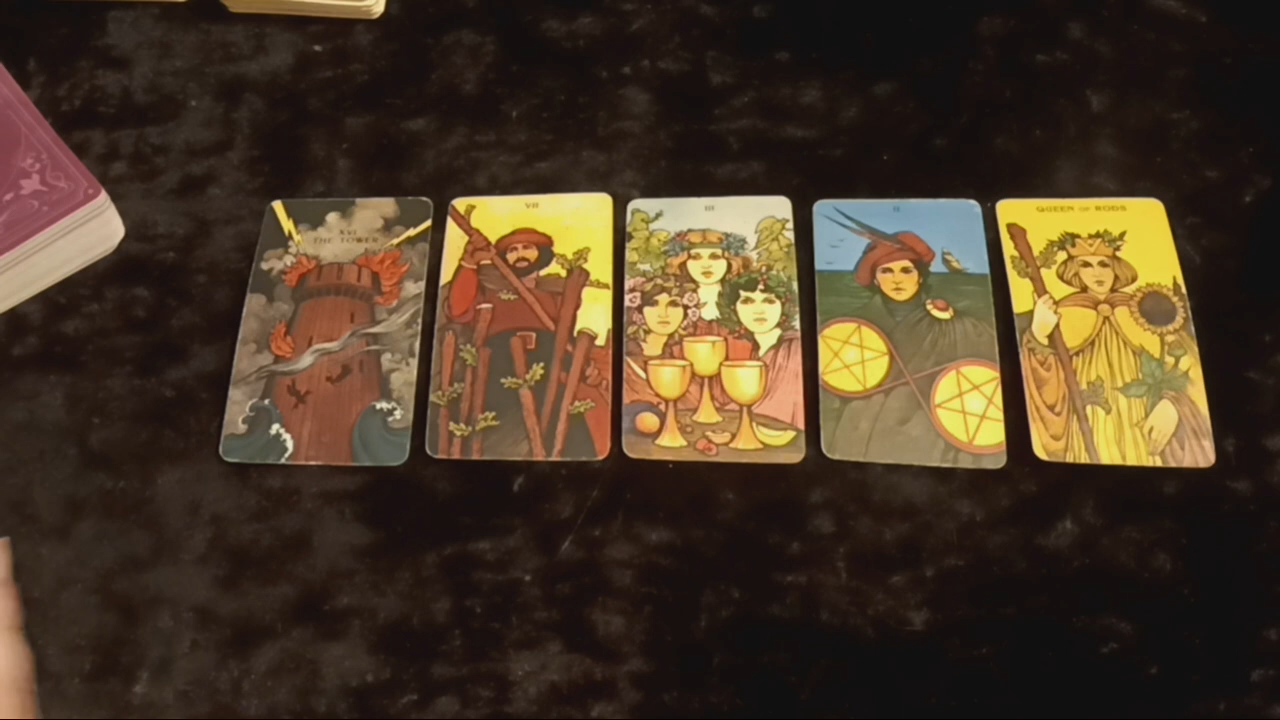 XVI
THE TOWER
VII
III
II
QUEEN OF RODS